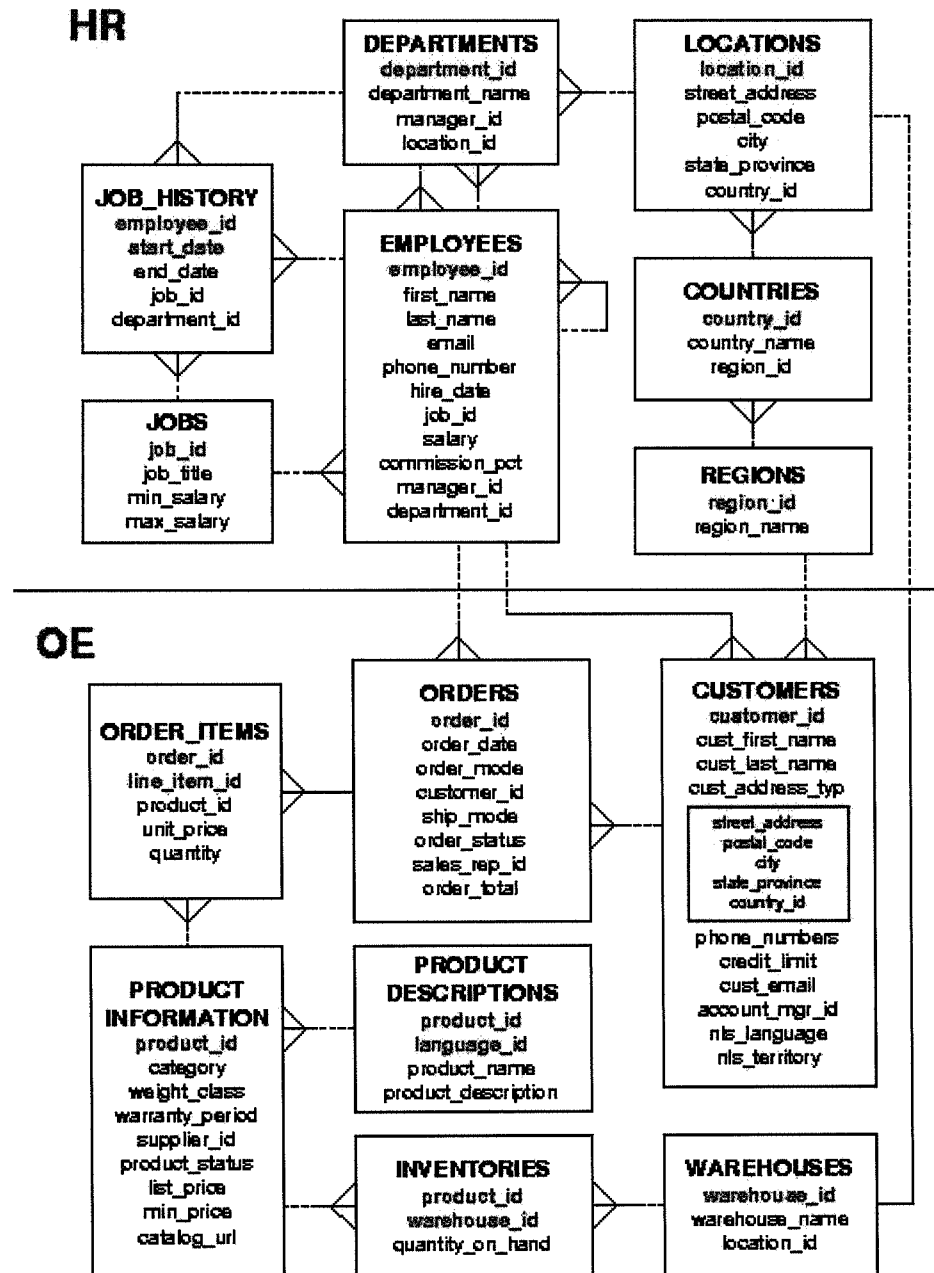 HR
DEPARTMENTS
department_id
department_name
manager_id
location_id
LOCATIONS
location_id
street_address
postal_code
city
state_province
country_id
JOB_HISTORY
employee_id
start_date
end_date
job_id
department_id
EMPLOYEES
employee_id
first_name
last_name
email
phone_number
hire_date
job_id
salary
commission_pct
manager_id
department_id
COUNTRIES
country_id
country_name
region_id
JOBS
job_id
job_title
min_salary
max_salary
REGIONS
region_id
region_name
OE
ORDER_ITEMS
order_id
line_item_id
product_id
unit_price
quantity
ORDERS
order_id
order_date
order_mode
customer_id
ship_mode
order_status
sales_rep_id
order_total
CUSTOMERS
customer_id
cust_first_name
cust_last_name
cust_address_typ
street_address
postal_code
city
state_province
country_id
phone_numbers
credit_limit
cust_email
account_mgr_id
nls_language
nls_territory
PRODUCT
INFORMATION
product_id
category
weight_class
warranty_period
supplier_id
product_status
list_price
min_price
catalog_url
PRODUCT
DESCRIPTIONS
product_id
language_id
product_name
product_description
INVENTORIES
product_id
warehouse_id
quantity_on_hand
WAREHOUSES
warehouse_id
warehouse_name
location_id